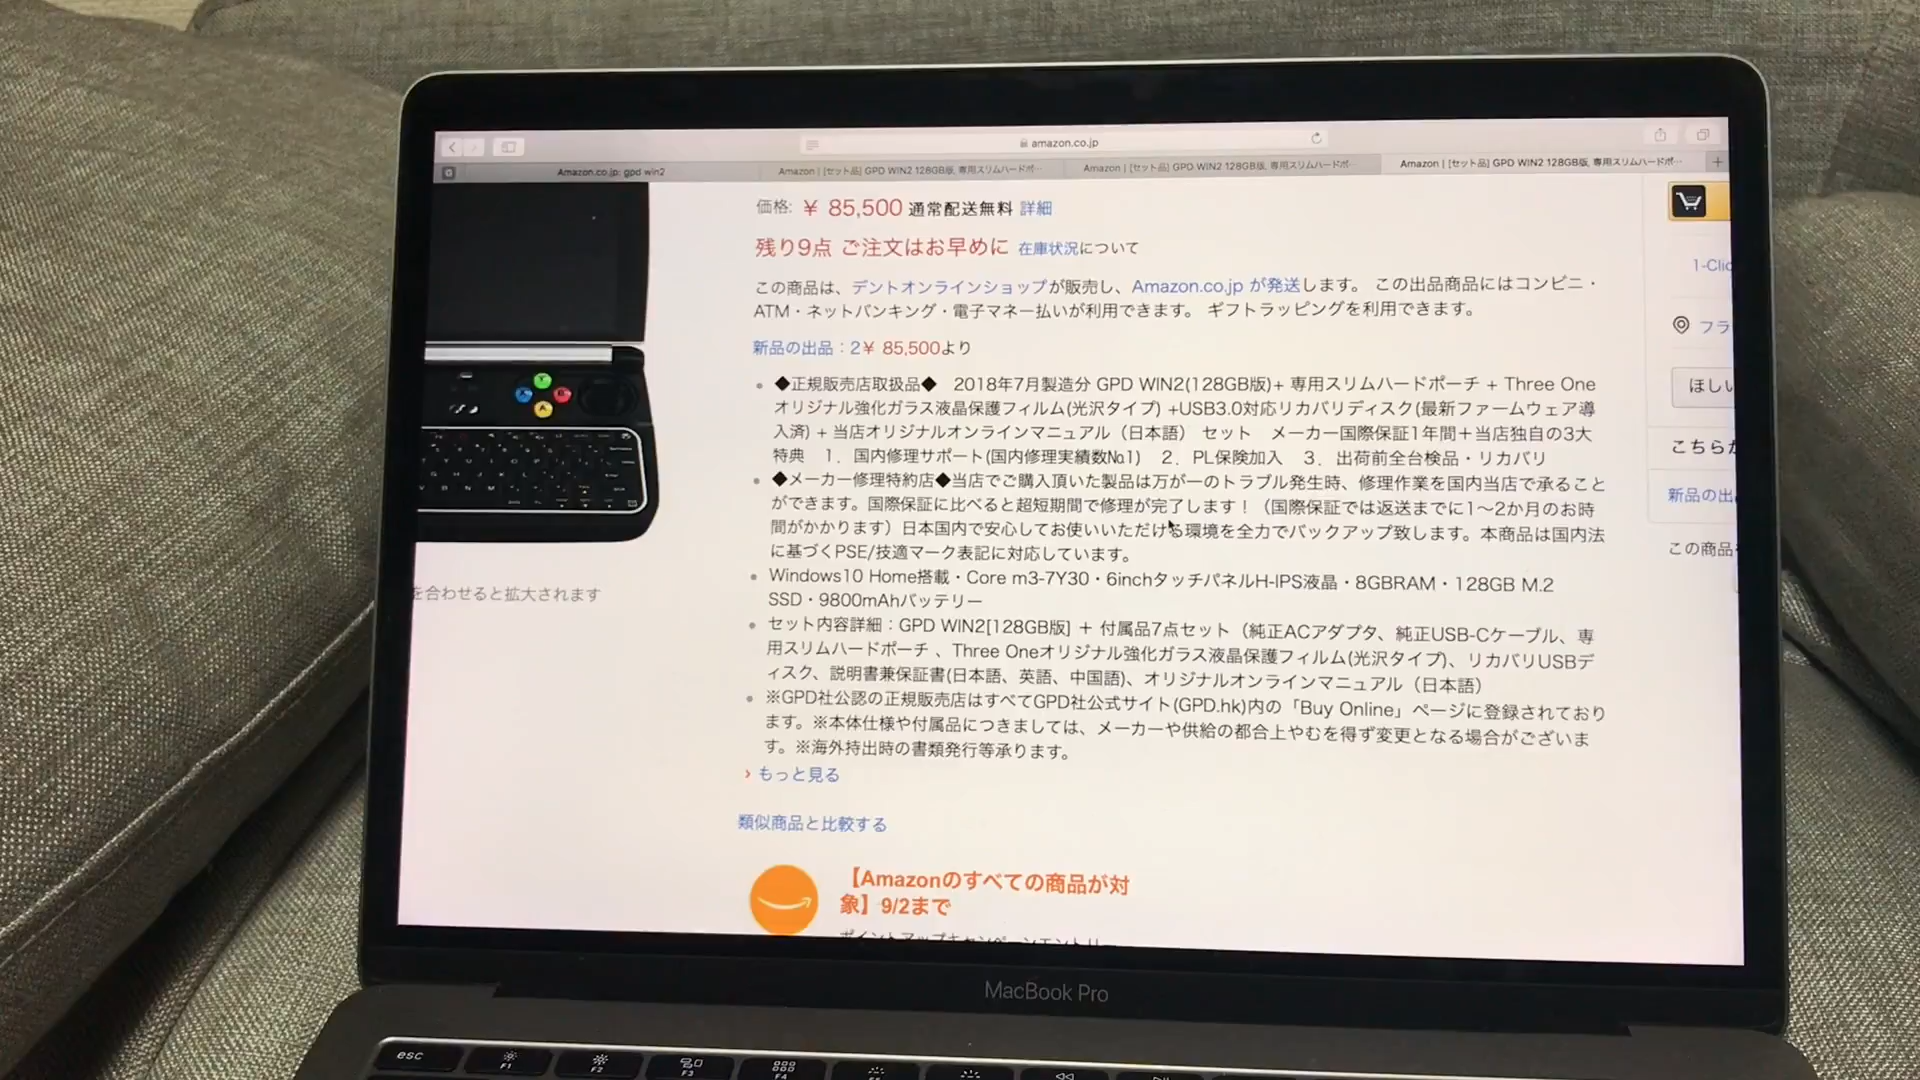 amazon.co.jp
Amazon.co.jp: gpd win2
Amazon | [セット品] GPD WIN2 128GB版, 専用スリムハードポ…
Amazon | [セット品] GPD WIN2 128GB版, 専用スリムハードポ…
Amazon | [セット品] GPD WIN2 128GB版, 専用スリムハードポ…
価格: ￥ 85,500 通常配送無料 詳細
残り9点 ご注文はお早めに 在庫状況について
この商品は、デントオンラインショップが販売し、Amazon.co.jp が発送します。 この出品商品にはコンビニ・
ATM・ネットバンキング・電子マネー払いが利用できます。 ギフトラッピングを利用できます。
新品の出品：2￥ 85,500より
◆正規販売店取扱品◆ 2018年7月製造分 GPD WIN2(128GB版)+ 専用スリムハードポーチ + Three One
オリジナル強化ガラス液晶保護フィルム(光沢タイプ) +USB3.0対応リカバリディスク(最新ファームウェア導
入済) + 当店オリジナルオンラインマニュアル（日本語） セット メーカー国際保証1年間＋当店独自の3大
特典 1．国内修理サポート(国内修理実績数№1) 2．PL保険加入 3．出荷前全台検品・リカバリ
◆メーカー修理特約店◆当店でご購入頂いた製品は万が一のトラブル発生時、修理作業を国内当店で承ること
ができます。国際保証に比べると超短期間で修理が完了します！（国際保証では返送までに1〜2か月のお時
間がかかります）日本国内で安心してお使いいただける環境を全力でバックアップ致します。本商品は国内法
に基づくPSE/技適マーク表記に対応しています。
Windows10 Home搭載・Core m3-7Y30・6inchタッチパネルH-IPS液晶・8GBRAM・128GB M.2
SSD・9800mAhバッテリー
セット内容詳細：GPD WIN2[128GB版] ＋ 付属品7点セット（純正ACアダプタ、純正USB-Cケーブル、専
用スリムハードポーチ 、Three Oneオリジナル強化ガラス液晶保護フィルム(光沢タイプ)、リカバリUSBデ
ィスク、説明書兼保証書(日本語、英語、中国語)、オリジナルオンラインマニュアル（日本語）
※GPD社公認の正規販売店はすべてGPD社公式サイト(GPD.hk)内の「Buy Online」ページに登録されており
ます。※本体仕様や付属品につきましては、メーカーや供給の都合上やむを得ず変更となる場合がございま
す。※海外持出時の書類発行等承ります。
› もっと見る
類似商品と比較する
【Amazonのすべての商品が対
象】9/2まで
ポイントアップキャンペーンエントリー
を合わせると拡大されます
1-Clic
フラ
ほしい
こちらか
新品の出
この商品
MacBook Pro
esc
F1
F2
F3
F4